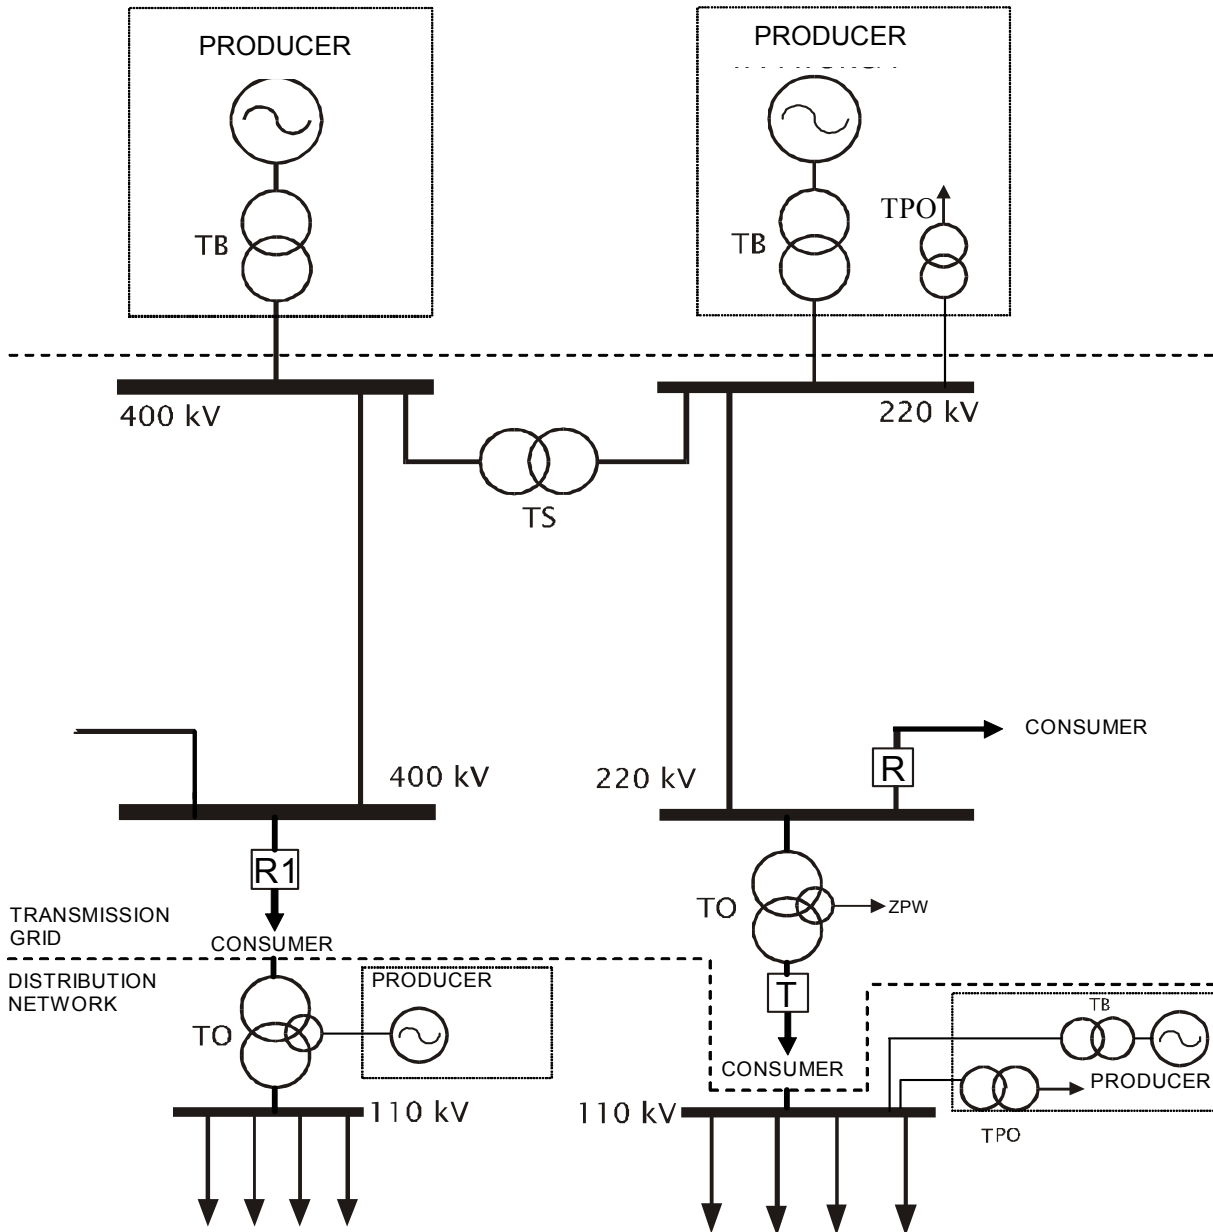 PRODUCER
PRODUCER
TPO
TB
TB
400 kV
220 kV
TS
CONSUMER
400 kV
220 kV
R
R1
TO
ZPW
TRANSMISSION
GRID
CONSUMER
DISTRIBUTION
NETWORK
PRODUCER
T
TB
TO
CONSUMER
PRODUCER
110 kV
110 kV
TPO